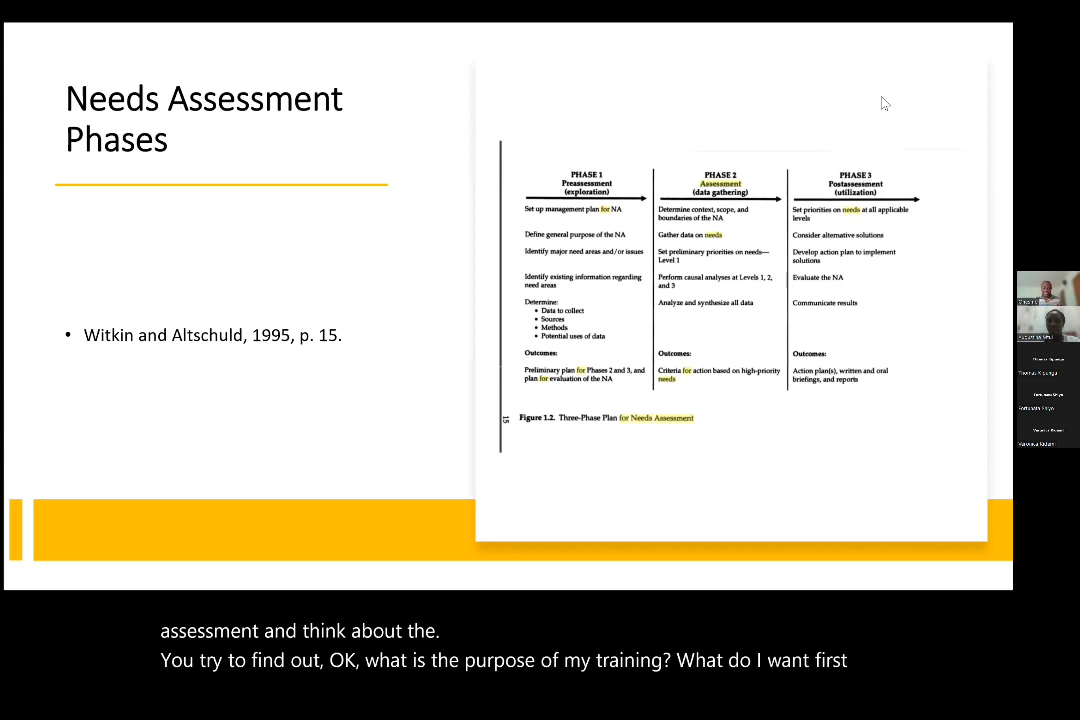 Needs Assessment
Phases
• Witkin and Altschuld, 1995, p. 15.
PHASE 1
Preassessment
(exploration)
Set up management plan for NA
Define general purpose of the NA
Identify major need areas and/or issues
Identify existing information regarding
need areas
Determine:
• Data to collect
• Sources
• Methods
• Potential uses of data
Outcomes:
Preliminary plan for Phases 2 and 3, and
plan for evaluation of the NA
PHASE 2
Assessment
(data gathering)
Determine context, scope, and
boundaries of the NA
Gather data on needs
Set preliminary priorities on needs—
Level 1
Perform causal analyses at Levels 1, 2,
and 3
Analyze and synthesize all data
Outcomes:
Criteria for action based on high-priority
needs
PHASE 3
Postassessment
(utilization)
Set priorities on needs at all applicable
levels
Consider alternative solutions
Develop action plan to implement
solutions
Evaluate the NA
Communicate results
Outcomes:
Action plan(s), written and oral
briefings, and reports
15
Figure 1.2. Three-Phase Plan for Needs Assessment
Thomas Kipunga
Fortunata Shiyo
Veronica Kidemi
assessment and think about the.
You try to find out, OK, what is the purpose of my training? What do I want first